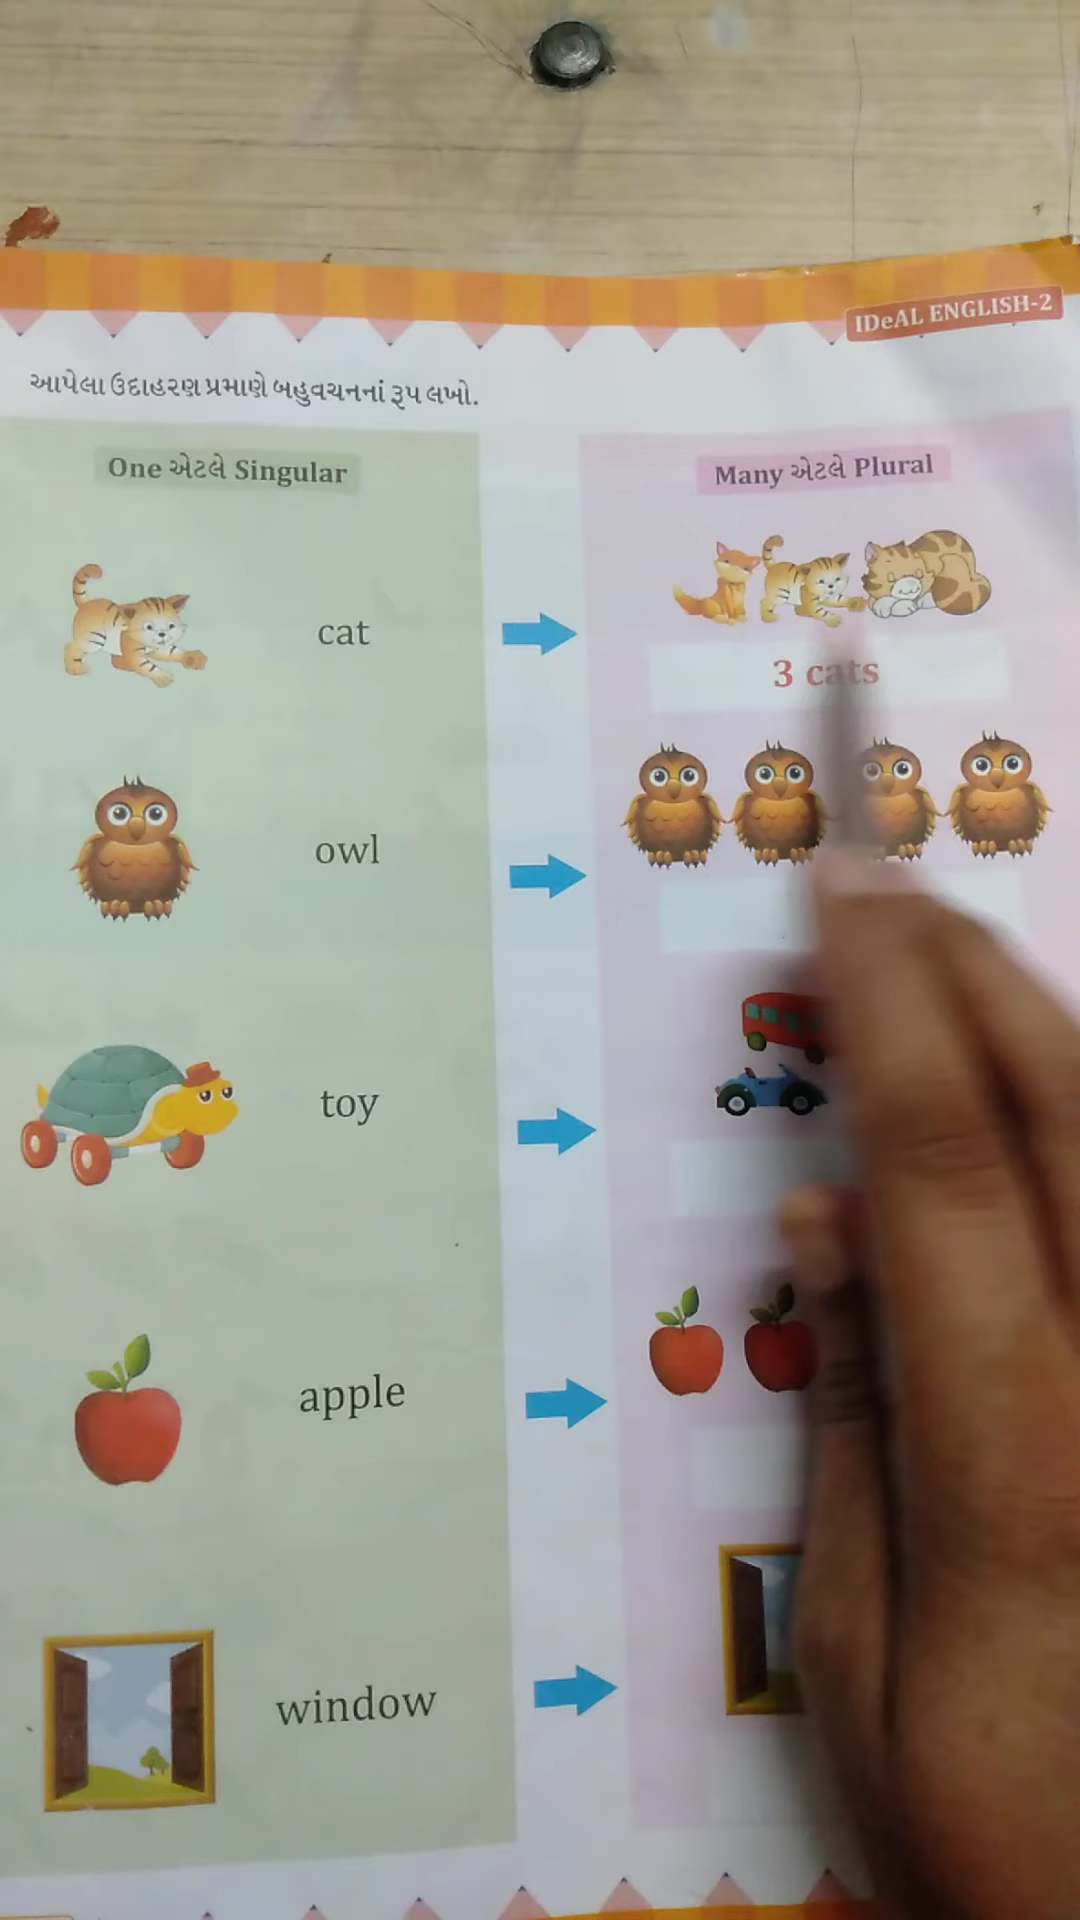 IDeAL ENGLISH-2
આપેલા ઉદાહરણ પ્રમાણે બહુવચનનાં રૂપ લખો.
One એટલે Singular
Many એટલે Plural
cat
3 cats
owl
toy
apple
window